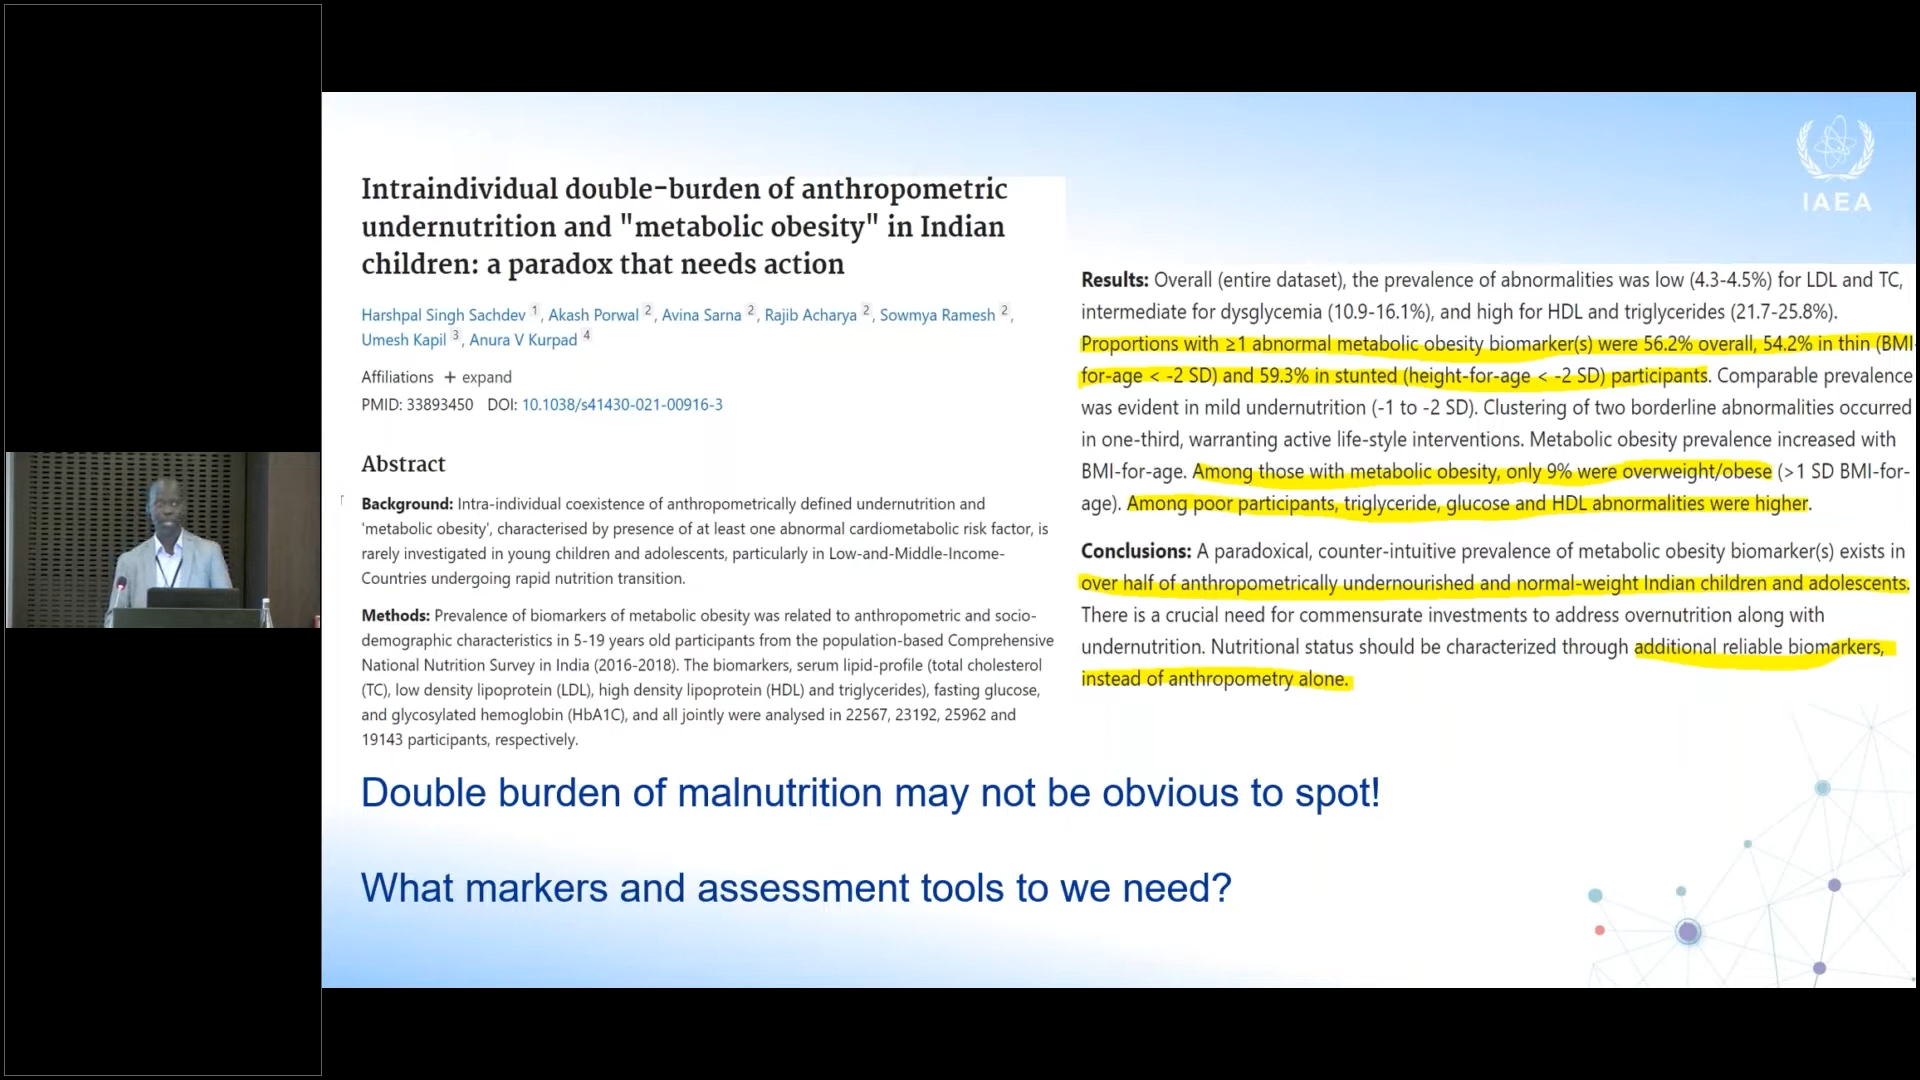 IAEA
Intraindividual double-burden of anthropometric
undernutrition and "metabolic obesity" in Indian
children: a paradox that needs action
Harshpal Singh Sachdev 1, Akash Porwal 2, Avina Sarna 2, Rajib Acharya 2, Sowmya Ramesh 2,
Umesh Kapil 3, Anura V Kurpad 4
Affiliations + expand
PMID: 33893450 DOI: 10.1038/s41430-021-00916-3
Abstract
Background: Intra-individual coexistence of anthropometrically defined undernutrition and
'metabolic obesity', characterised by presence of at least one abnormal cardiometabolic risk factor, is
rarely investigated in young children and adolescents, particularly in Low-and-Middle-Income-
Countries undergoing rapid nutrition transition.
Methods: Prevalence of biomarkers of metabolic obesity was related to anthropometric and socio-
demographic characteristics in 5-19 years old participants from the population-based Comprehensive
National Nutrition Survey in India (2016-2018). The biomarkers, serum lipid-profile (total cholesterol
(TC), low density lipoprotein (LDL), high density lipoprotein (HDL) and triglycerides), fasting glucose,
and glycosylated hemoglobin (HbA1C), and all jointly were analysed in 22567, 23192, 25962 and
19143 participants, respectively.
Results: Overall (entire dataset), the prevalence of abnormalities was low (4.3-4.5%) for LDL and TC,
intermediate for dysglycemia (10.9-16.1%), and high for HDL and triglycerides (21.7-25.8%).
Proportions with ≥1 abnormal metabolic obesity biomarker(s) were 56.2% overall, 54.2% in thin (BMI-
for-age < -2 SD) and 59.3% in stunted (height-for-age < -2 SD) participants. Comparable prevalence
was evident in mild undernutrition (-1 to -2 SD). Clustering of two borderline abnormalities occurred
in one-third, warranting active life-style interventions. Metabolic obesity prevalence increased with
BMI-for-age. Among those with metabolic obesity, only 9% were overweight/obese (>1 SD BMI-for-
age). Among poor participants, triglyceride, glucose and HDL abnormalities were higher.
Conclusions: A paradoxical, counter-intuitive prevalence of metabolic obesity biomarker(s) exists in
over half of anthropometrically undernourished and normal-weight Indian children and adolescents.
There is a crucial need for commensurate investments to address overnutrition along with
undernutrition. Nutritional status should be characterized through additional reliable biomarkers,
instead of anthropometry alone.
Double burden of malnutrition may not be obvious to spot!
What markers and assessment tools to we need?